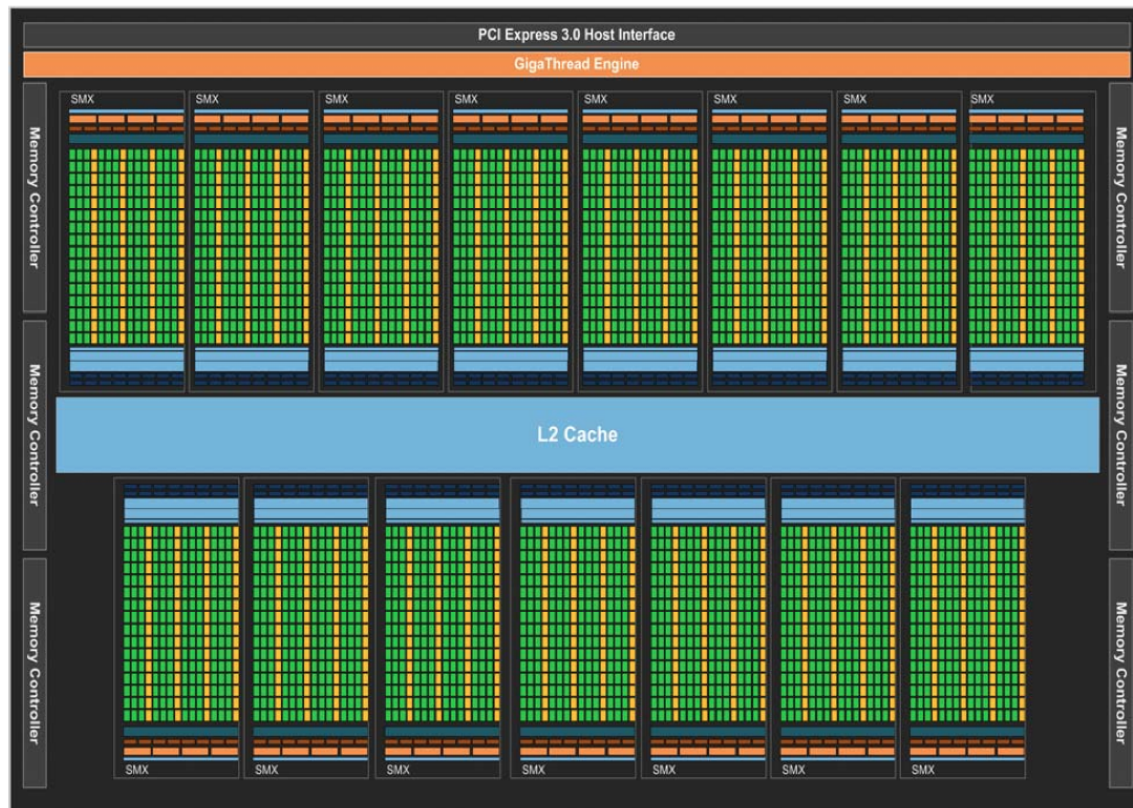 PCI Express 3.0 Host Interface
GigaThread Engine
SMX SMX SMX SMX SMX SMX SMX SMX
Memory Controller
Memory Controller
Memory Controller
Memory Controller
L2 Cache
Memory Controller
Memory Controller
SMX SMX SMX SMX SMX SMX SMX